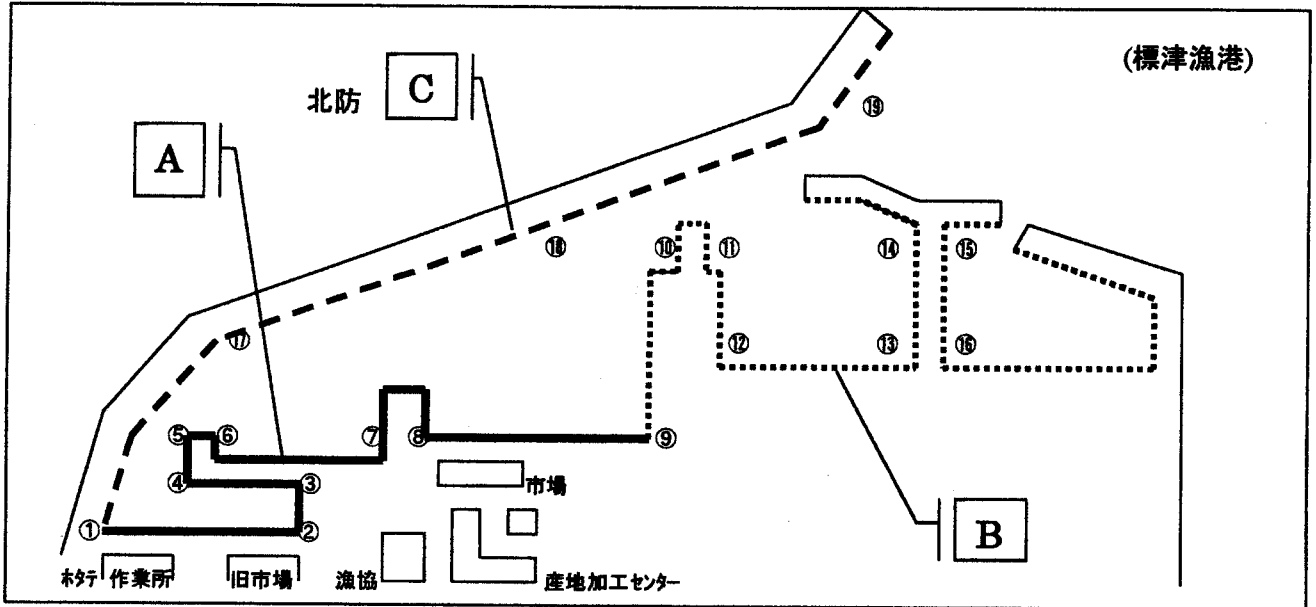 (標津漁港)
北防
C
A
⑲
⑱
⑩
⑪
⑭
⑮
⑰
⑫
⑬
⑯
⑤
⑥
⑦
⑧
⑨
④
③
市場
①
②
B
ホタテ 作業所
旧市場
漁協
産地加工センター